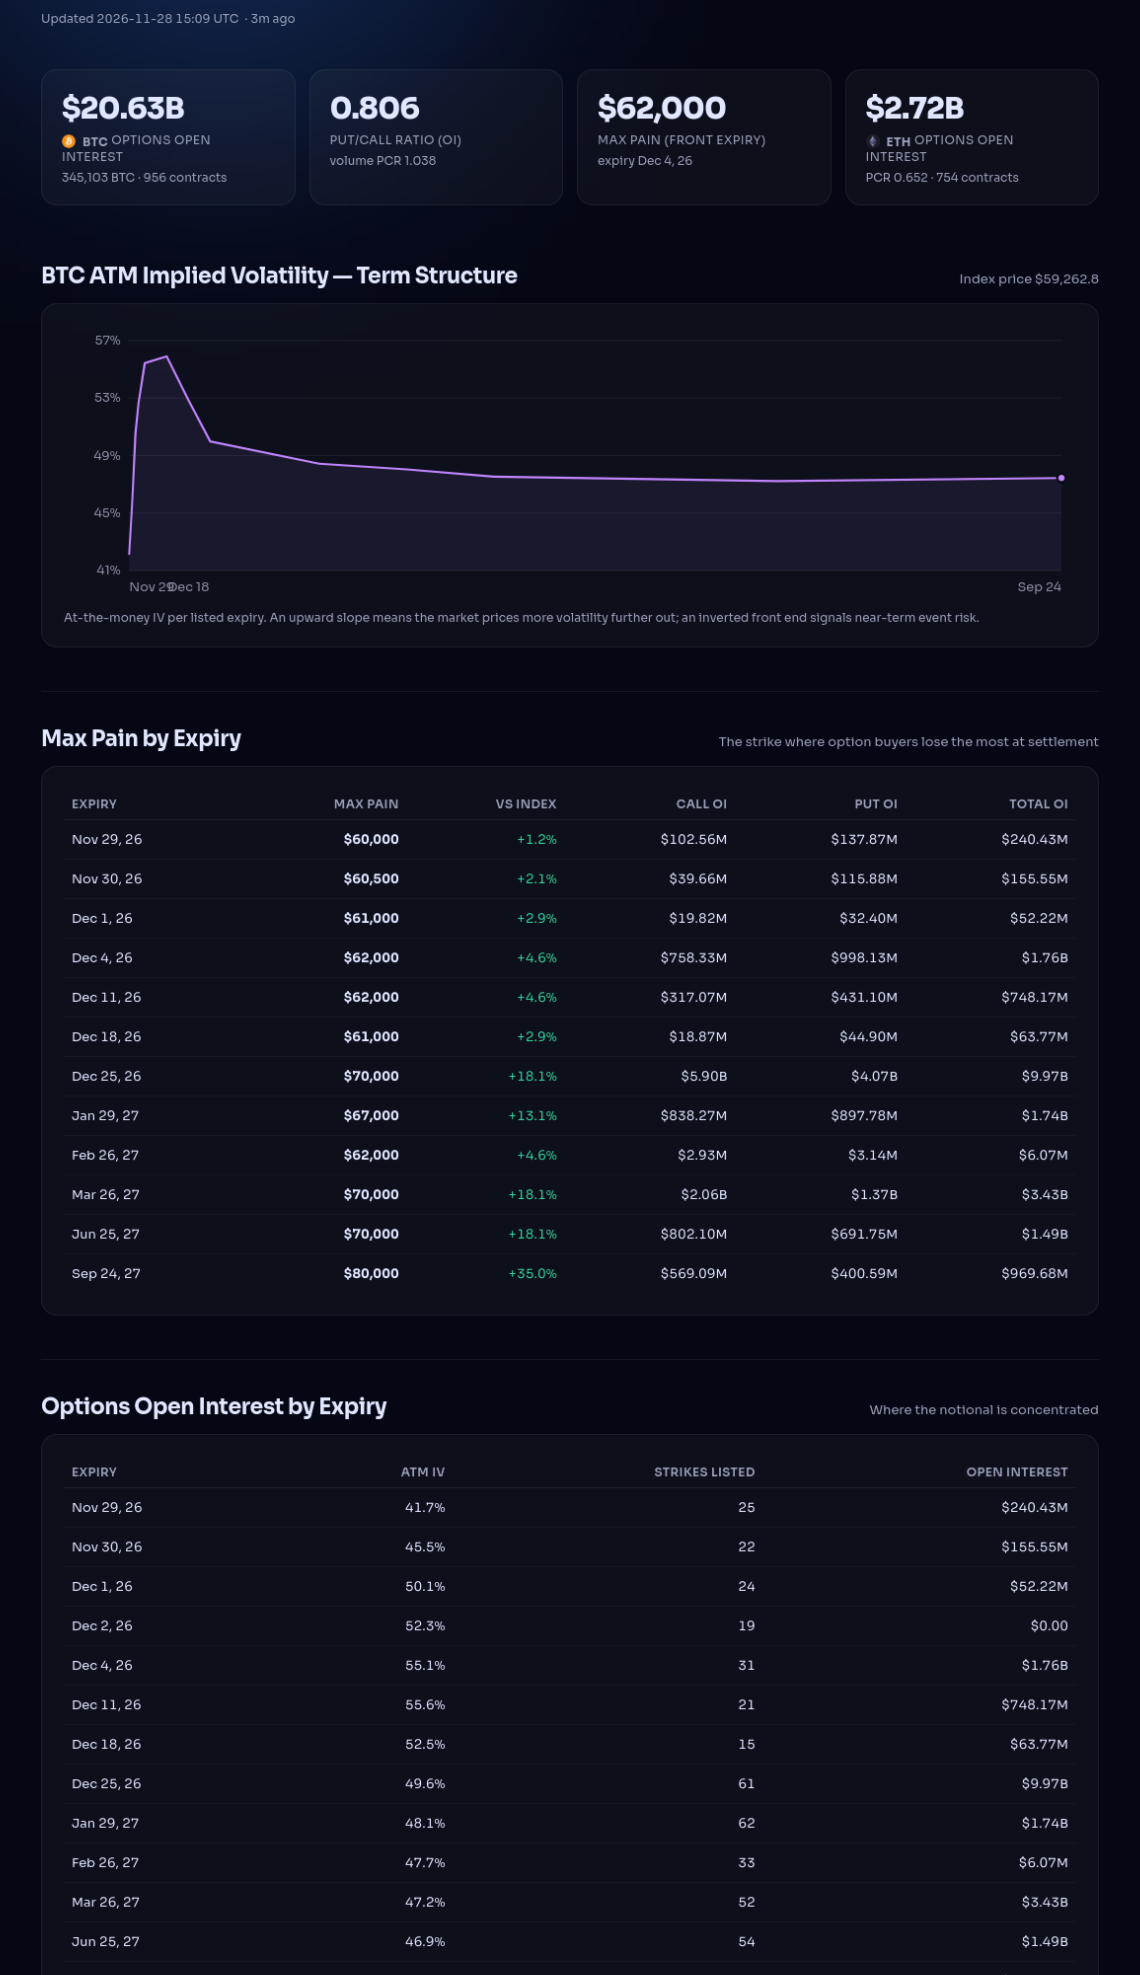 Updated 2026-11-28 15:09 UTC · 3m ago
$20.63B
BTC OPTIONS OPEN
INTEREST
345,103 BTC · 956 contracts
0.806
PUT/CALL RATIO (OI)
volume PCR 1.038
$62,000
MAX PAIN (FRONT EXPIRY)
expiry Dec 4, 26
$2.72B
ETH OPTIONS OPEN
INTEREST
PCR 0.652 · 754 contracts
BTC ATM Implied Volatility — Term Structure
Index price $59,262.8
57%
53%
49%
45%
41%
Nov 29 Dec 18 Sep 24
At-the-money IV per listed expiry. An upward slope means the market prices more volatility further out; an inverted front end signals near-term event risk.
Max Pain by Expiry
The strike where option buyers lose the most at settlement
EXPIRY MAX PAIN VS INDEX CALL OI PUT OI TOTAL OI
Nov 29, 26 $60,000 +1.2% $102.56M $137.87M $240.43M
Nov 30, 26 $60,500 +2.1% $39.66M $115.88M $155.55M
Dec 1, 26 $61,000 +2.9% $19.82M $32.40M $52.22M
Dec 4, 26 $62,000 +4.6% $758.33M $998.13M $1.76B
Dec 11, 26 $62,000 +4.6% $317.07M $431.10M $748.17M
Dec 18, 26 $61,000 +2.9% $18.87M $44.90M $63.77M
Dec 25, 26 $70,000 +18.1% $5.90B $4.07B $9.97B
Jan 29, 27 $67,000 +13.1% $838.27M $897.78M $1.74B
Feb 26, 27 $62,000 +4.6% $2.93M $3.14M $6.07M
Mar 26, 27 $70,000 +18.1% $2.06B $1.37B $3.43B
Jun 25, 27 $70,000 +18.1% $802.10M $691.75M $1.49B
Sep 24, 27 $80,000 +35.0% $569.09M $400.59M $969.68M
Options Open Interest by Expiry
Where the notional is concentrated
EXPIRY ATM IV STRIKES LISTED OPEN INTEREST
Nov 29, 26 41.7% 25 $240.43M
Nov 30, 26 45.5% 22 $155.55M
Dec 1, 26 50.1% 24 $52.22M
Dec 2, 26 52.3% 19 $0.00
Dec 4, 26 55.1% 31 $1.76B
Dec 11, 26 55.6% 21 $748.17M
Dec 18, 26 52.5% 15 $63.77M
Dec 25, 26 49.6% 61 $9.97B
Jan 29, 27 48.1% 62 $1.74B
Feb 26, 27 47.7% 33 $6.07M
Mar 26, 27 47.2% 52 $3.43B
Jun 25, 27 46.9% 54 $1.49B